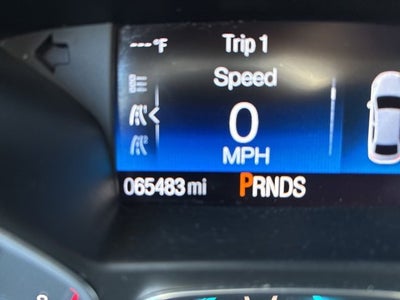 ---°F
Trip 1
Speed
0
MPH
065483 mi PRNDS